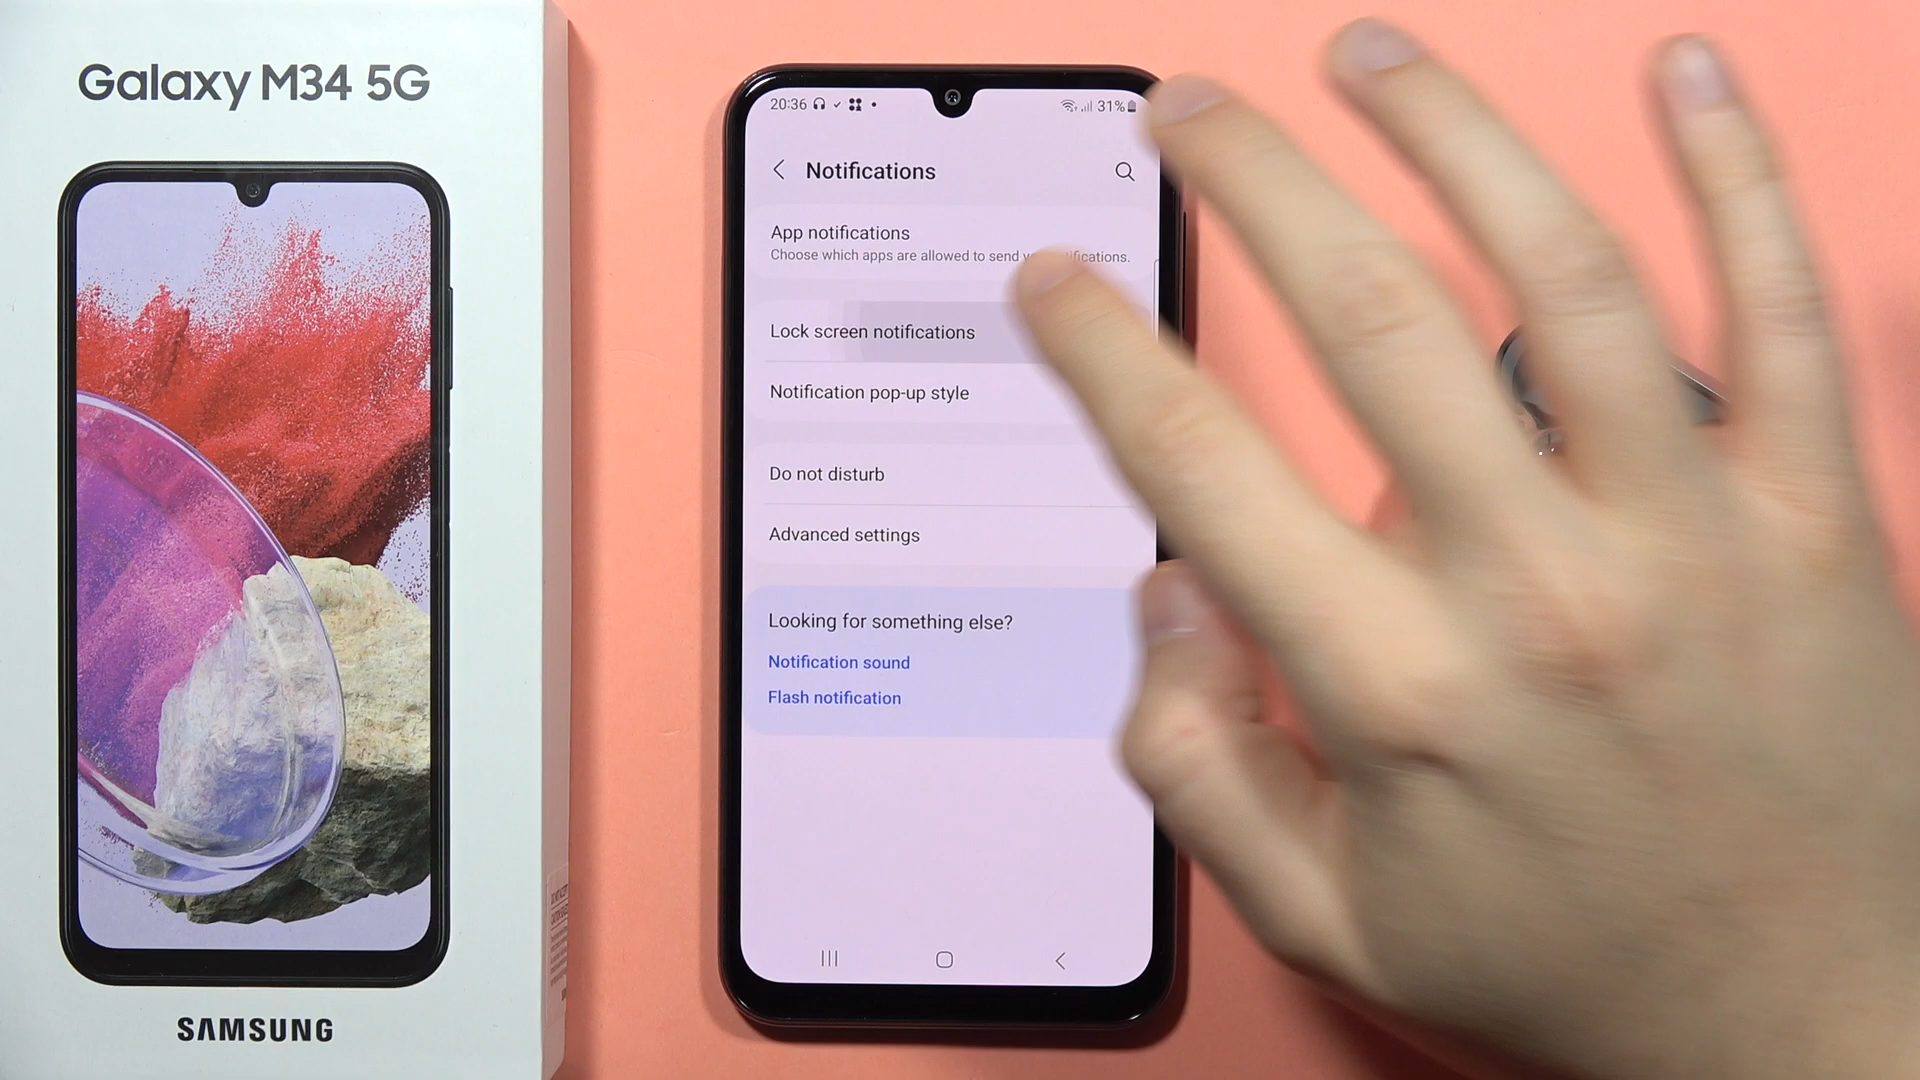 Galaxy M34 5G
SAMSUNG
20:36
31%
Notifications
App notifications
Choose which apps are allowed to send
Lock screen notifications
Notification pop-up style
Do not disturb
Advanced settings
Looking for something else?
Notification sound
Flash notification